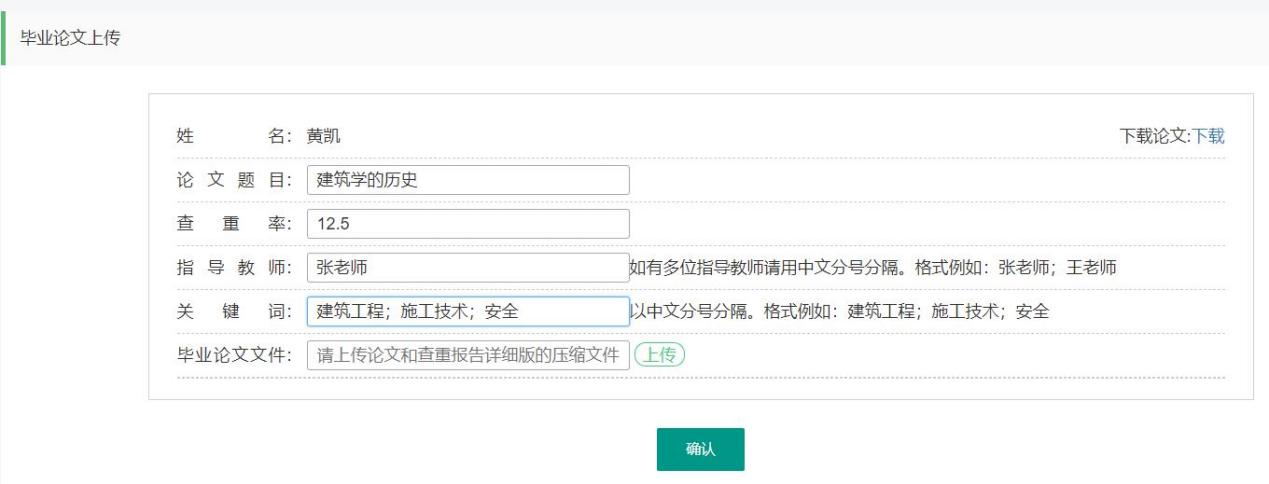 毕业论文上传
姓名： 黄凯 下载论文:下载
论文题目： 建筑学的历史
查重率： 12.5
指导教师： 张老师 如有多位指导教师请用中文分号分隔。格式例如：张老师；王老师
关键词： 建筑工程；施工技术；安全 以中文分号分隔。格式例如：建筑工程；施工技术；安全
毕业论文文件： 请上传论文和查重报告详细版的压缩文件 上传
确认